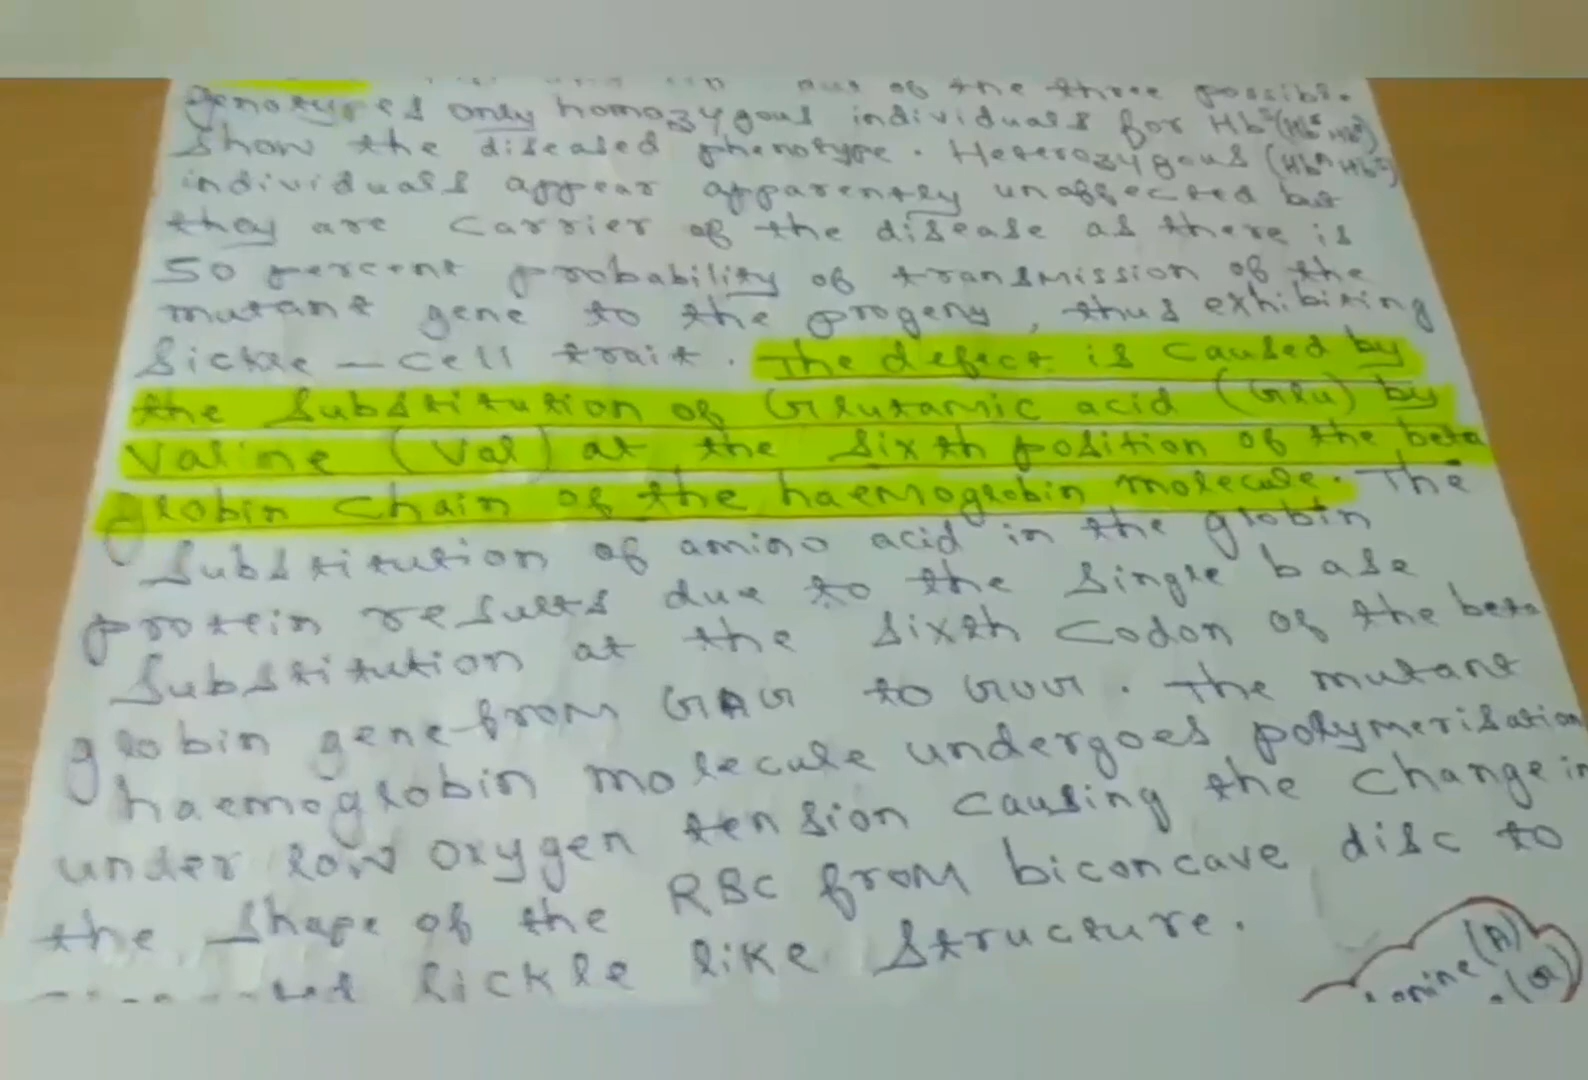 out of the three possible
genotypes only homozygous individuals for Hbˢ (Hbˢ Hbˢ)
show the diseased phenotype. Heterozygous (Hbᴬ Hbˢ)
individuals appear apparently unaffected but
they are carrier of the disease as there is
50 percent probability of transmission of the
mutant gene to the progeny, thus exhibiting
sickle-cell trait. The defect is caused by
the substitution of Glutamic acid (Glu) by
Valine (Val) at the sixth position of the beta
globin chain of the haemoglobin molecule. The
substitution of amino acid in the globin
protein results due to the single base
substitution at the sixth codon of the beta
globin gene from GAG to GUG. The mutant
haemoglobin molecule undergoes polymerisation
under low oxygen tension causing the change in
the shape of the RBC from biconcave disc to
sickle like structure.
(A)
(G)